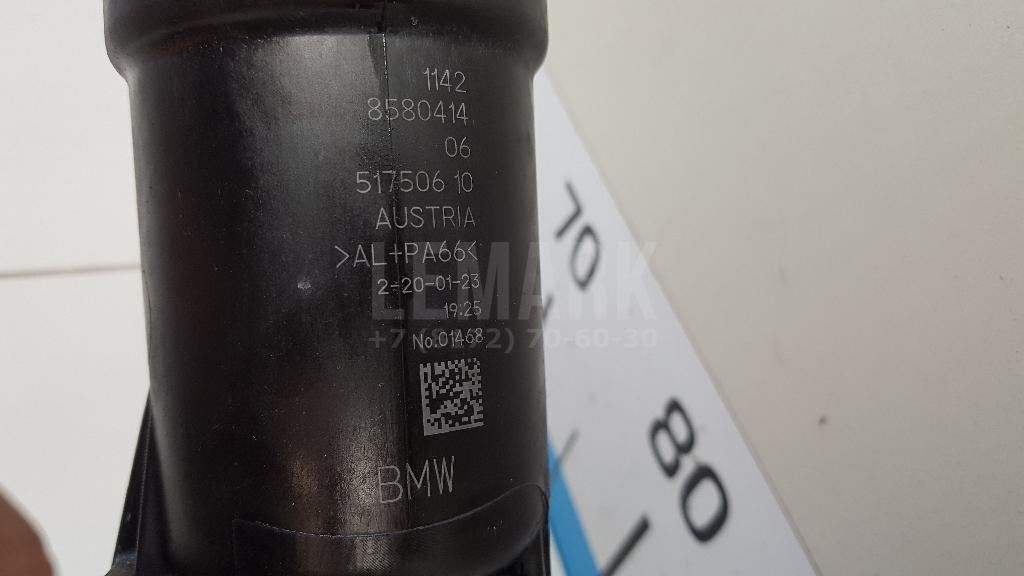 1142
8580414
06
517506 10
AUSTRIA
>AL+PA66<
2-20-01-23
19:25
No.01468
BMW
LEMARK
70-60-30
70
80